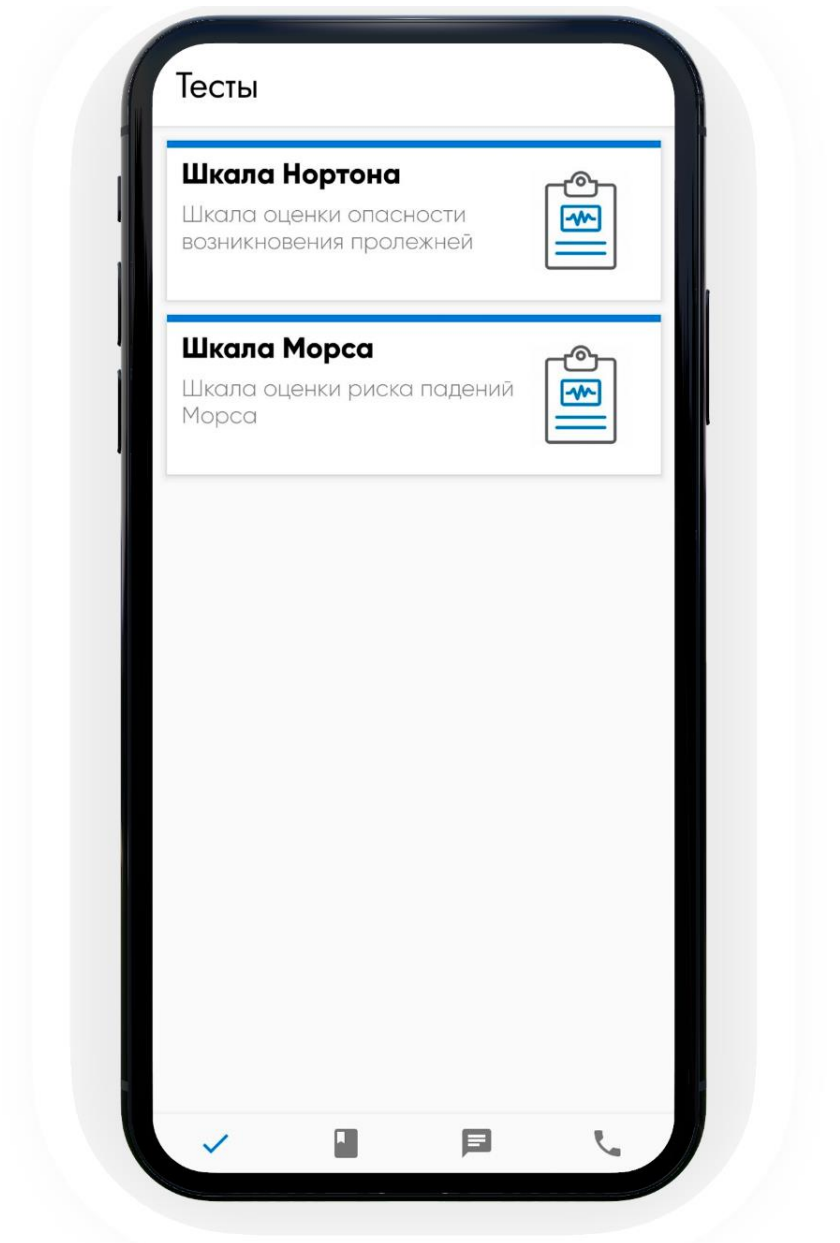 Тесты
Шкала Нортона
Шкала оценки опасности
возникновения пролежней
Шкала Морса
Шкала оценки риска падений
Морса